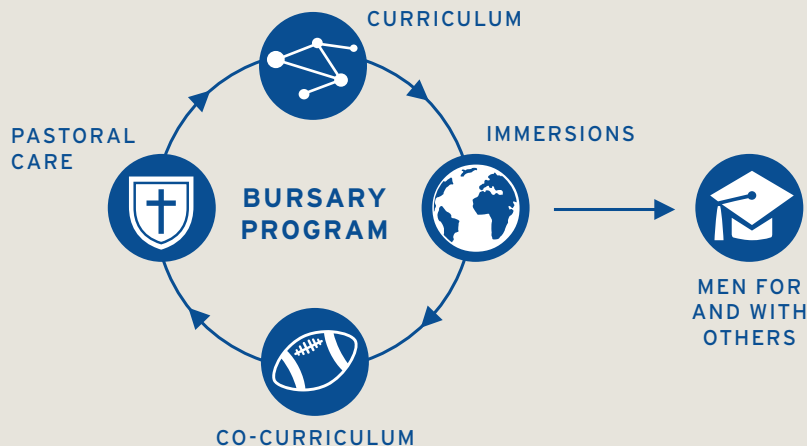 CURRICULUM
PASTORAL
CARE
IMMERSIONS
BURSARY
PROGRAM
MEN FOR
AND WITH
OTHERS
CO-CURRICULUM